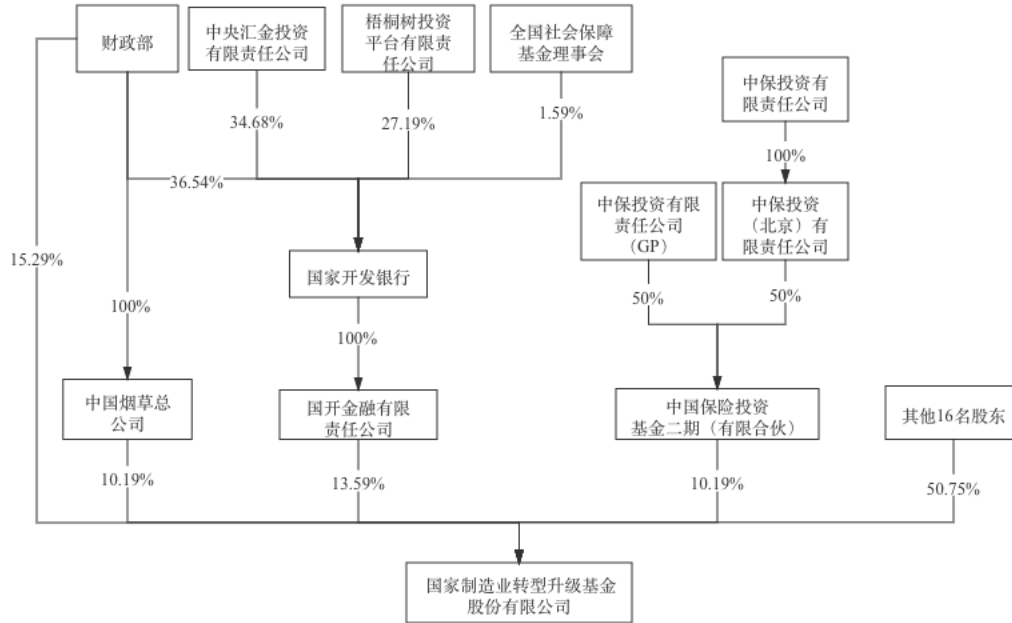 财政部
中央汇金投资
有限责任公司
梧桐树投资
平台有限责
任公司
全国社会保障
基金理事会
中保投资有
限责任公司
34.68%
27.19%
1.59%
100%
36.54%
中保投资有限
责任公司
（GP）
中保投资
（北京）有
限责任公司
15.29%
国家开发银行
50%
50%
100%
100%
中国烟草总
公司
国开金融有限
责任公司
中国保险投资
基金二期（有限合伙）
其他16名股东
10.19%
13.59%
10.19%
50.75%
国家制造业转型升级基金
股份有限公司